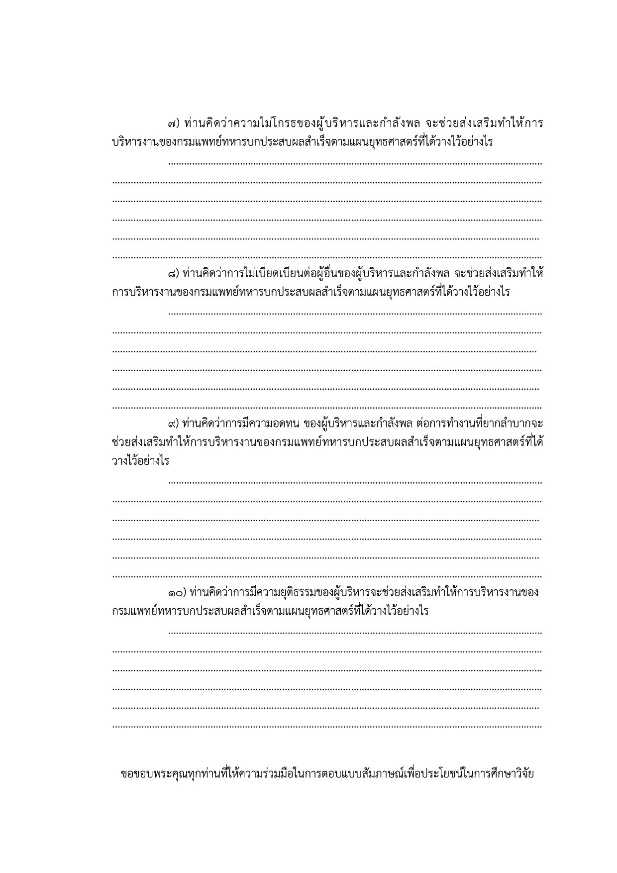 ๗) ท่านคิดว่าความไม่โกรธของผู้บริหารและกำลังพล จะช่วยส่งเสริมทำให้การ
บริหารงานของกรมแพทย์ทหารบกประสบผลสำเร็จตามแผนยุทธศาสตร์ที่ได้วางไว้อย่างไร
๘) ท่านคิดว่าการไม่เบียดเบียนต่อผู้อื่นของผู้บริหารและกำลังพล จะช่วยส่งเสริมทำให้
การบริหารงานของกรมแพทย์ทหารบกประสบผลสำเร็จตามแผนยุทธศาสตร์ที่ได้วางไว้อย่างไร
๙) ท่านคิดว่าการมีความอดทน ของผู้บริหารและกำลังพล ต่อการทำงานที่ยากลำบากจะ
ช่วยส่งเสริมทำให้การบริหารงานของกรมแพทย์ทหารบกประสบผลสำเร็จตามแผนยุทธศาสตร์ที่ได้
วางไว้อย่างไร
๑๐) ท่านคิดว่าการมีความยุติธรรมของผู้บริหารจะช่วยส่งเสริมทำให้การบริหารงานของ
กรมแพทย์ทหารบกประสบผลสำเร็จตามแผนยุทธศาสตร์ที่ได้วางไว้อย่างไร
ขอขอบพระคุณทุกท่านที่ให้ความร่วมมือในการตอบแบบสัมภาษณ์เพื่อประโยชน์ในการศึกษาวิจัย